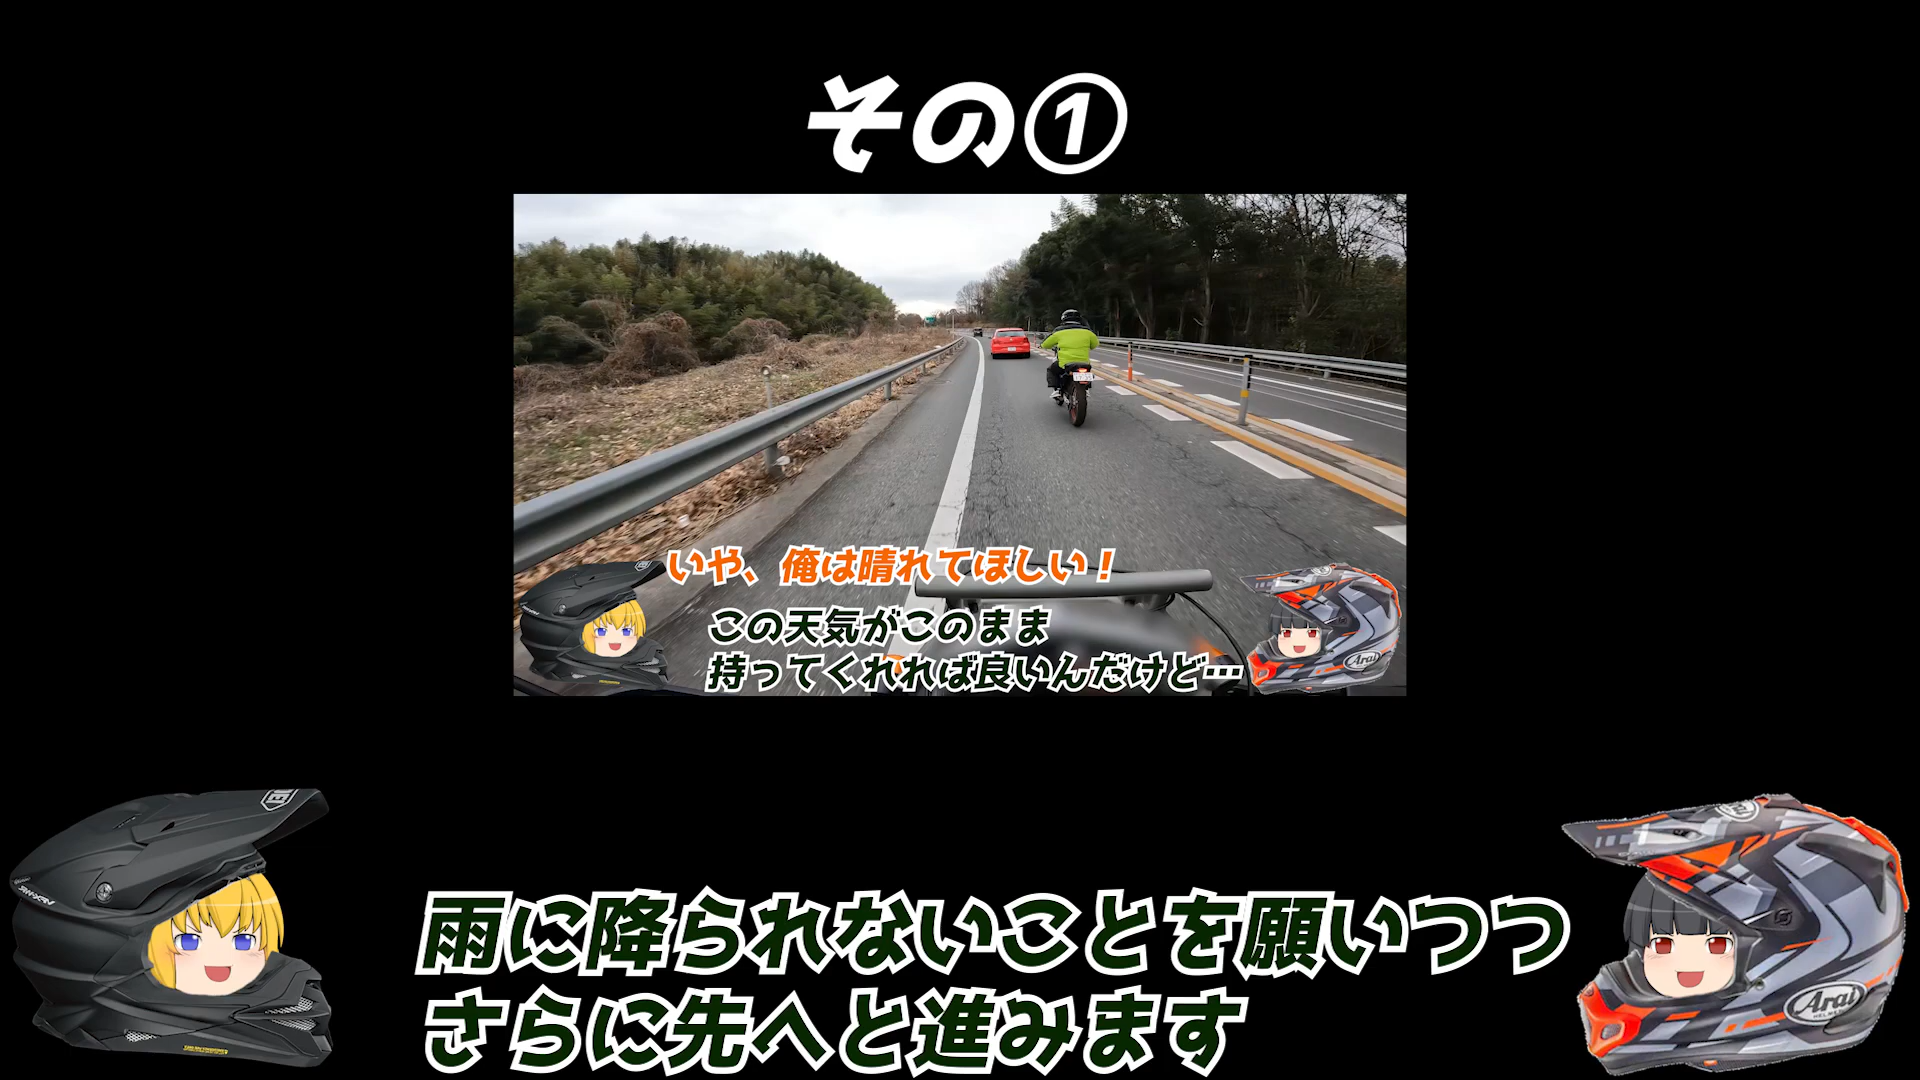 その①
いや、俺は晴れてほしい！
この天気がこのまま
持ってくれれば良いんだけど…
Arai
雨に降られないことを願いつつ
さらに先へと進みます
Arai